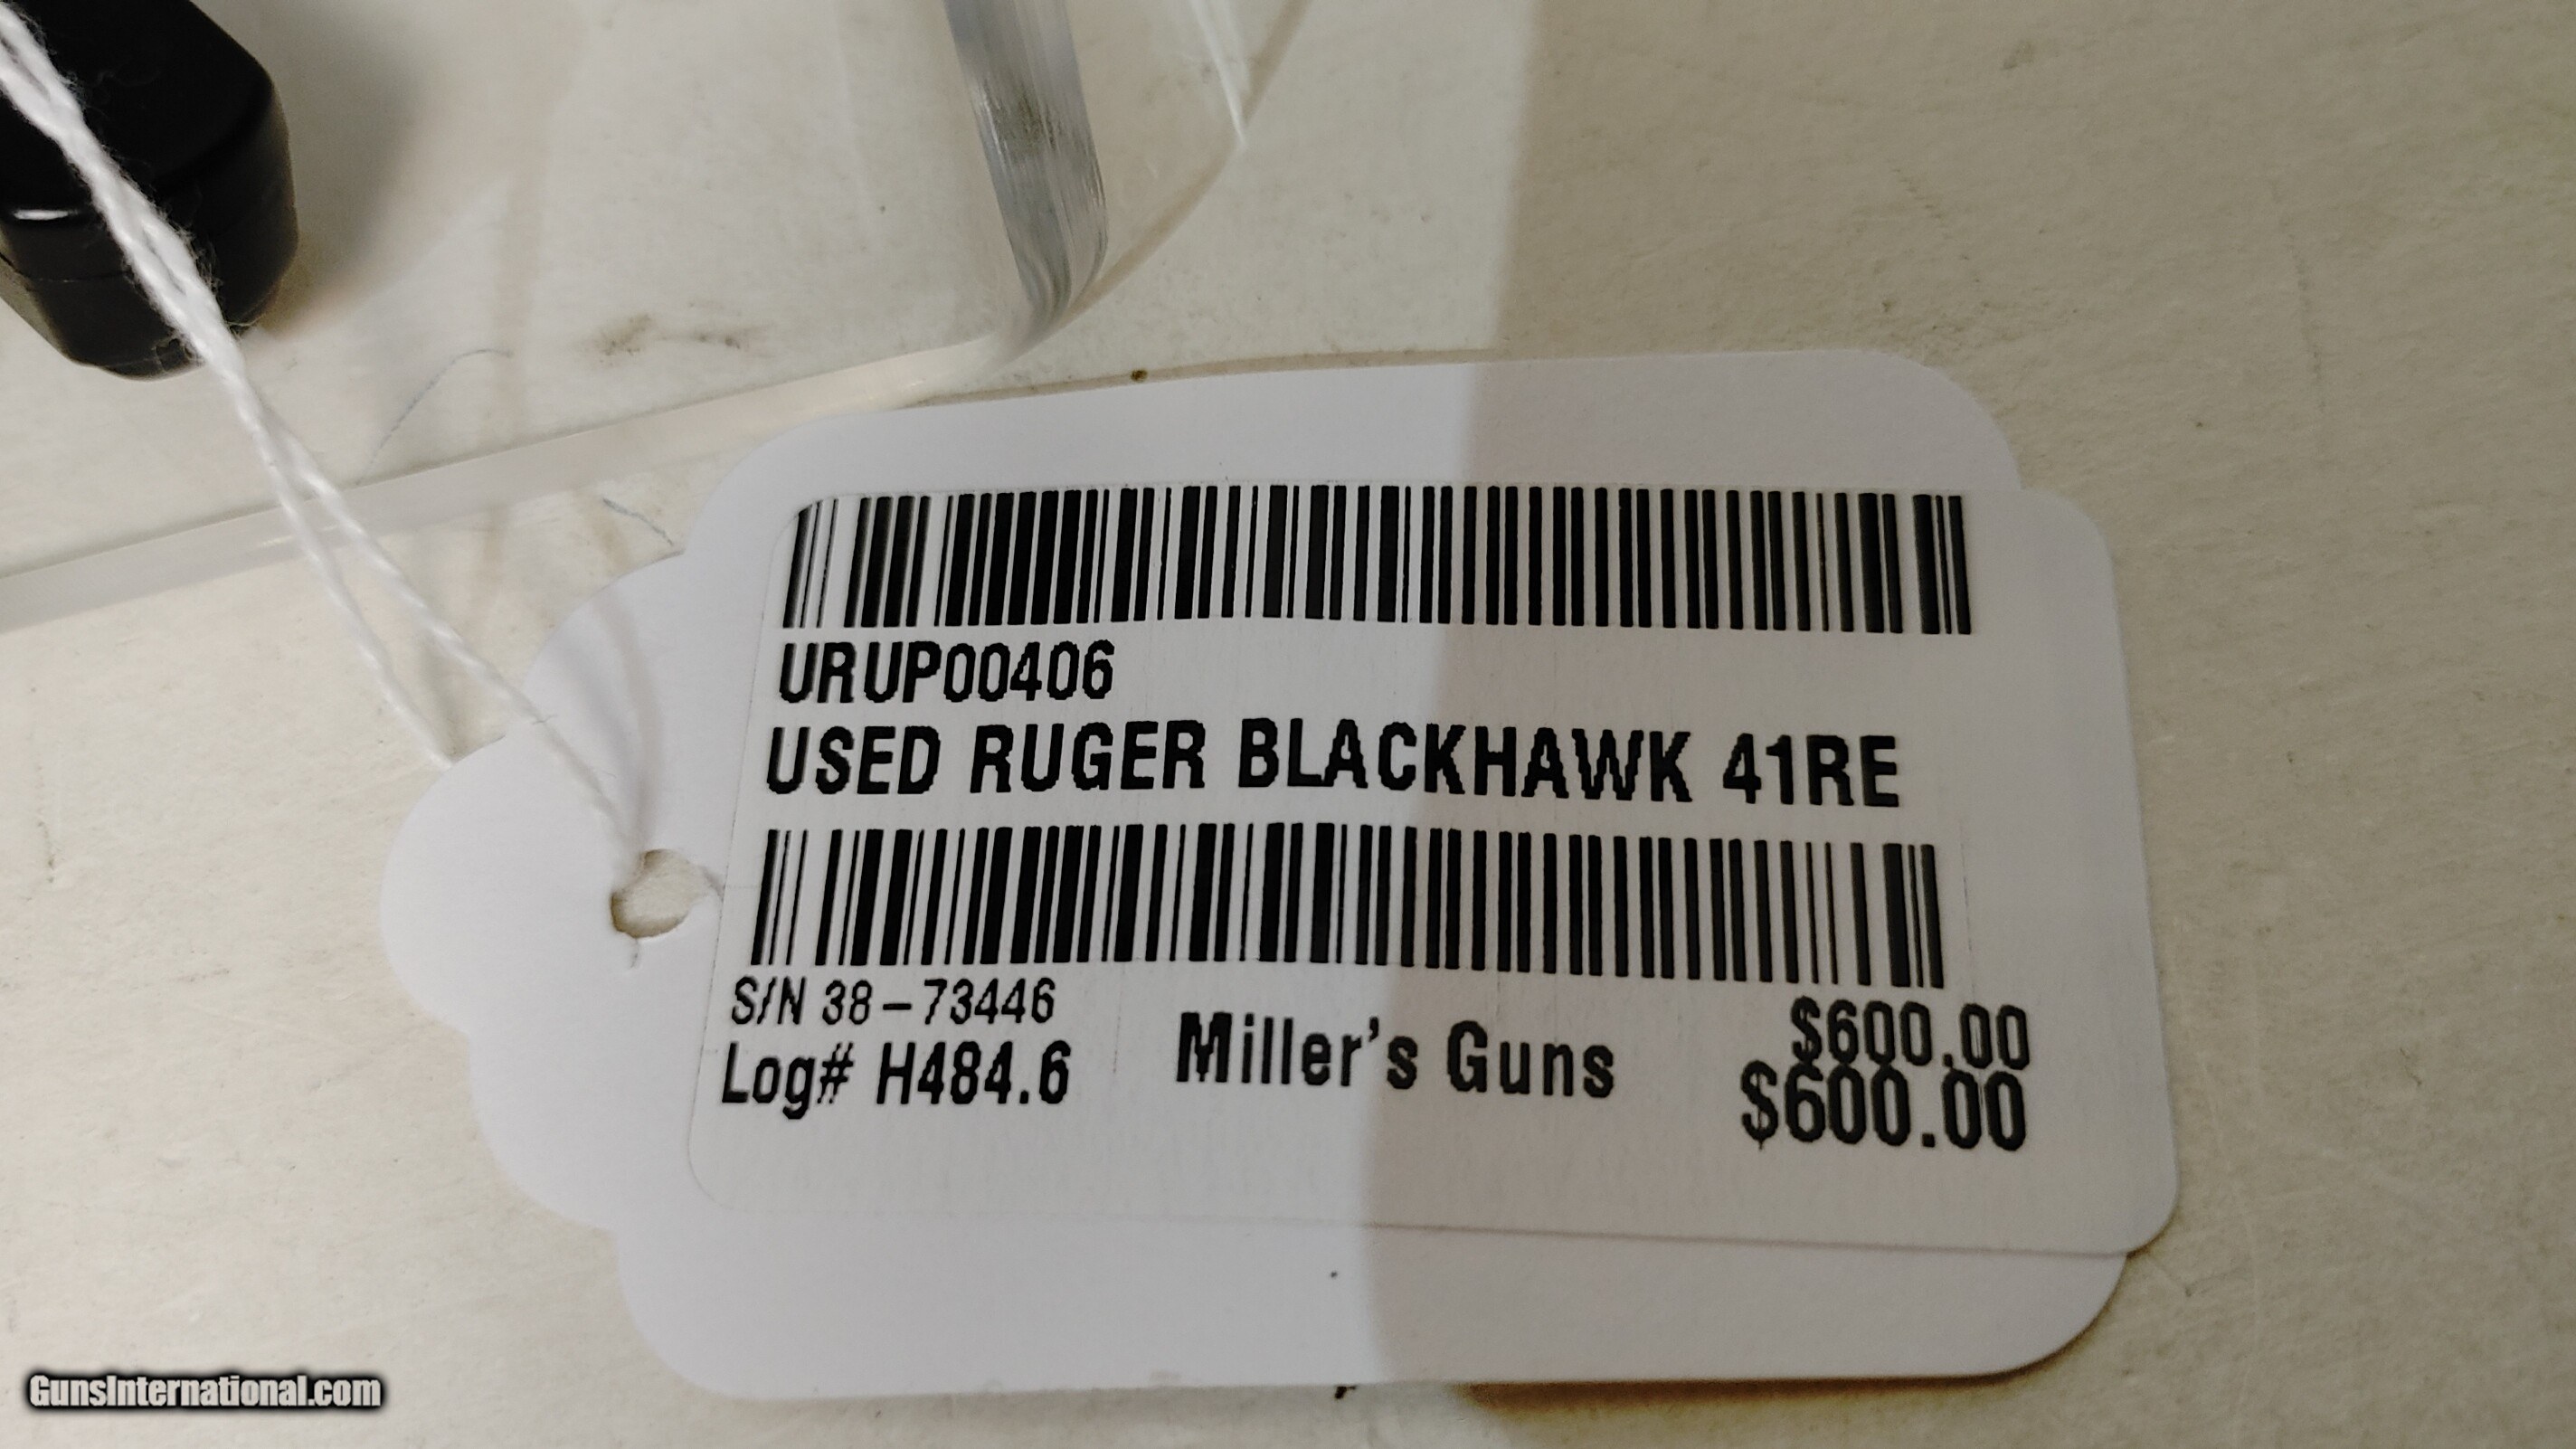 URUP00406
USED RUGER BLACKHAWK 41RE
S/N 38-73446
Log# H484.6
Miller's Guns
$600.00
$600.00
GunsInternational.com